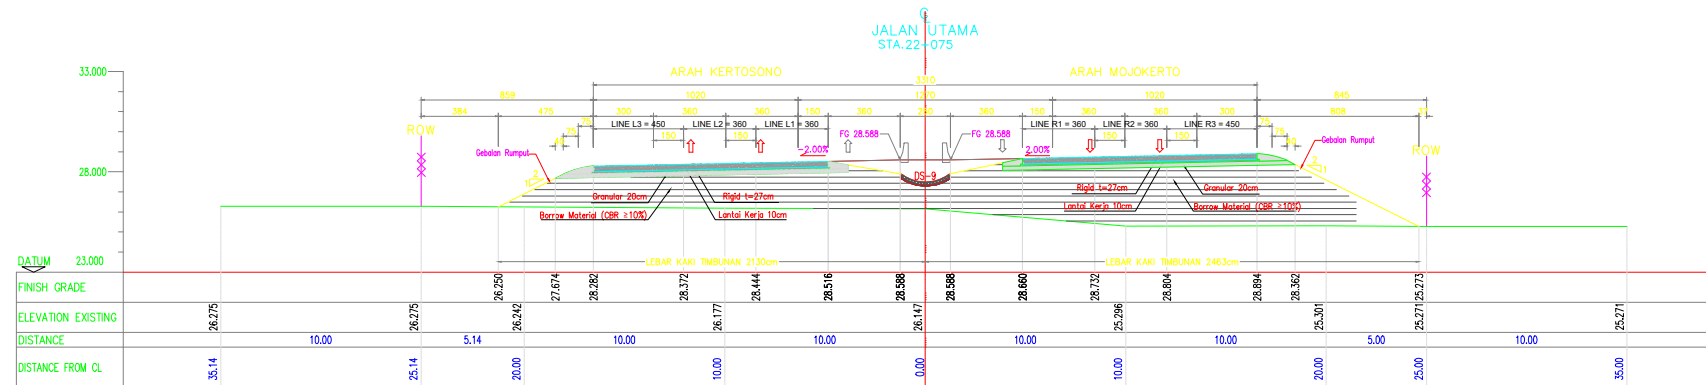 JALAN UTAMA
STA.22+075
33.000
ARAH KERTOSONO
ARAH MOJOKERTO
3310
889 1020 1270 1020 845
384 475 300 360 360 150 360 250 360 150 360 360 300 808
LINE L3 = 450 LINE L2 = 360 LINE L1 = 360 LINE R1 = 360 LINE R2 = 360 LINE R3 = 450
150 150 150 150
ROW
FG 28.588
FG 28.588
ROW
Gebalan Rumput
-2.00%
2.00%
Gebalan Rumput
28.000
DS-9
Granular 20cm Rigid t=27cm
Rigid t=27cm Granular 20cm
Borrow Material (CBR ≥10%) Lantai Kerja 10cm
Lantai Kerja 10cm Borrow Material (CBR ≥10%)
DATUM 23.000
LEBAR KAKI TIMBUNAN 2130cm
LEBAR KAKI TIMBUNAN 2463cm
FINISH GRADE 26.250 27.674 28.282 28.372 28.444 28.516 28.588 28.588 28.660 28.732 28.804 28.894 28.362 25.273
ELEVATION EXISTING 26.275 26.275 26.242 26.177 26.147 25.296 25.301 25.271 25.271
DISTANCE 10.00 5.14 10.00 10.00 10.00 10.00 5.00 10.00
DISTANCE FROM CL 35.14 25.14 20.00 10.00 0.00 10.00 20.00 25.00 35.00